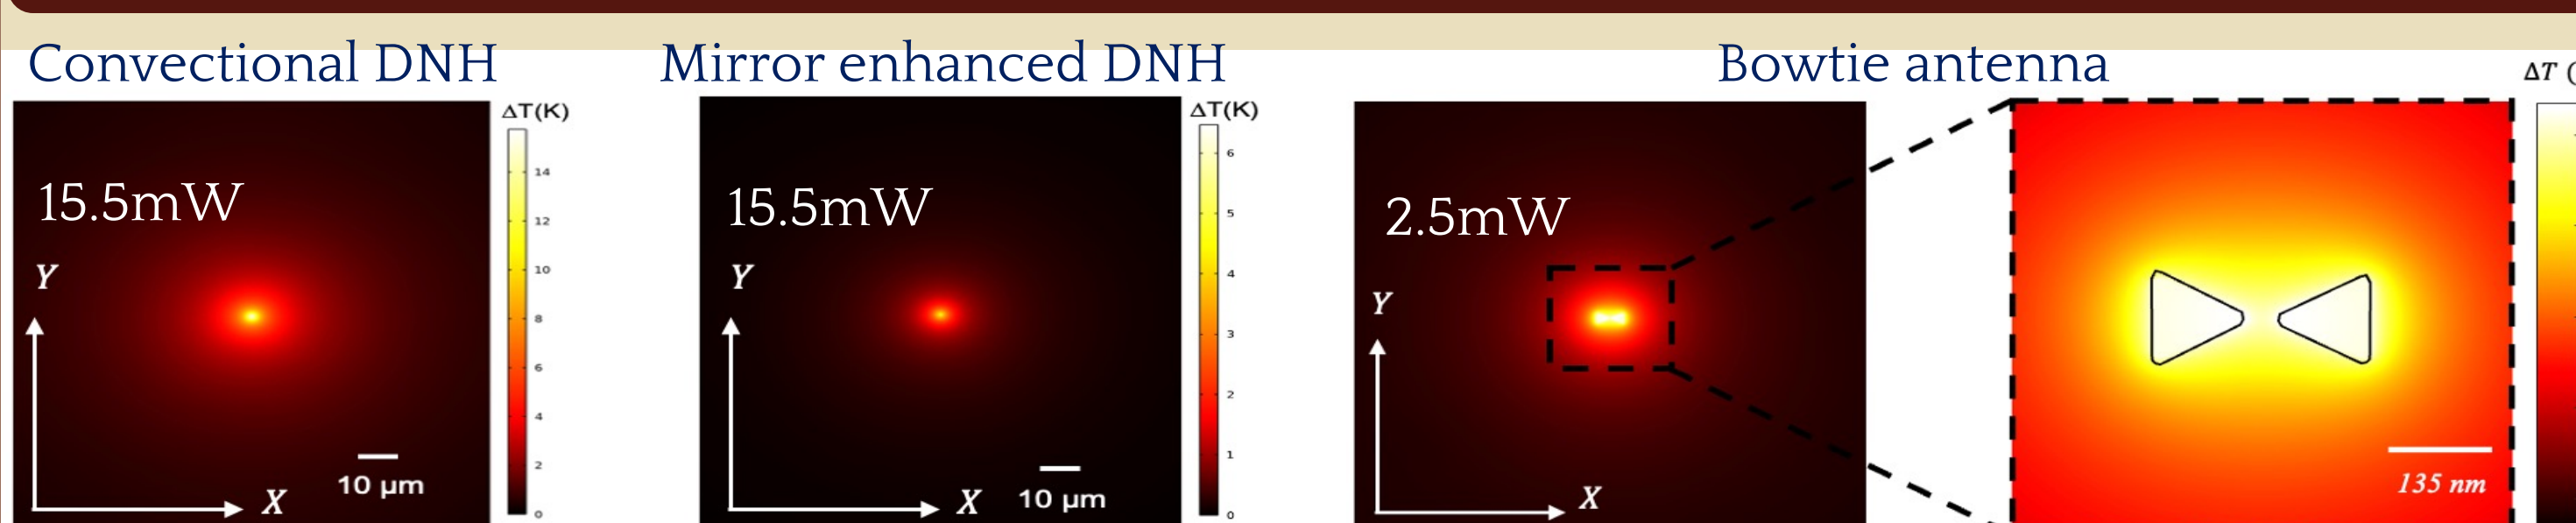 Convectional DNH
Mirror enhanced DNH
Bowtie antenna
ΔT(K)
14
12
10
8
6
4
2
0
15.5mW
Y
X
10 μm
ΔT(K)
6
5
4
3
2
1
0
15.5mW
Y
X
10 μm
2.5mW
Y
X
135 nm
ΔT (